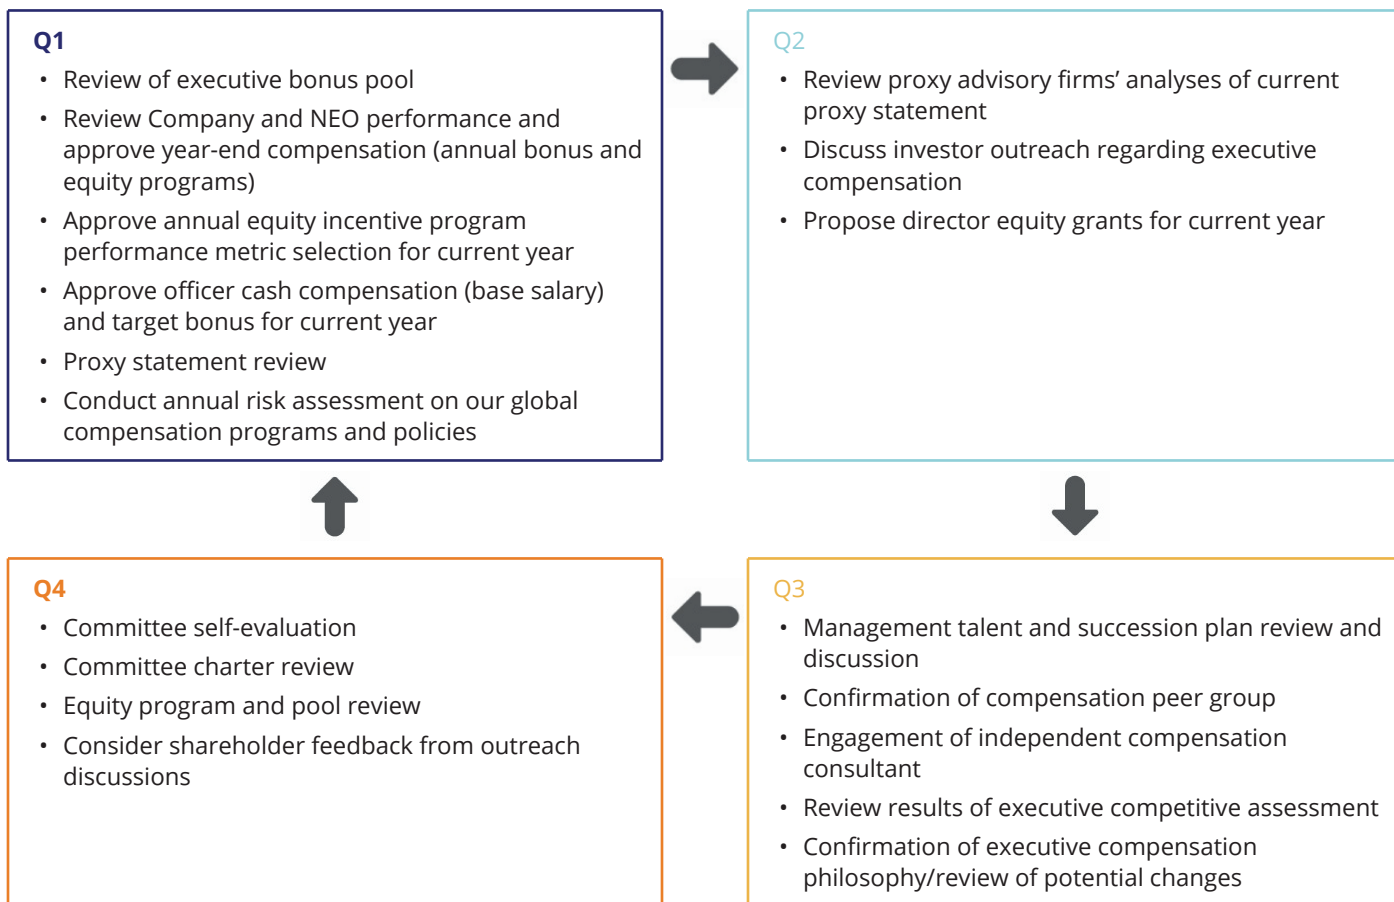 Q1
• Review of executive bonus pool
• Review Company and NEO performance and
approve year-end compensation (annual bonus and
equity programs)
• Approve annual equity incentive program
performance metric selection for current year
• Approve officer cash compensation (base salary)
and target bonus for current year
• Proxy statement review
• Conduct annual risk assessment on our global
compensation programs and policies
Q2
• Review proxy advisory firms’ analyses of current
proxy statement
• Discuss investor outreach regarding executive
compensation
• Propose director equity grants for current year
Q3
• Management talent and succession plan review and
discussion
• Confirmation of compensation peer group
• Engagement of independent compensation
consultant
• Review results of executive competitive assessment
• Confirmation of executive compensation
philosophy/review of potential changes
Q4
• Committee self-evaluation
• Committee charter review
• Equity program and pool review
• Consider shareholder feedback from outreach
discussions